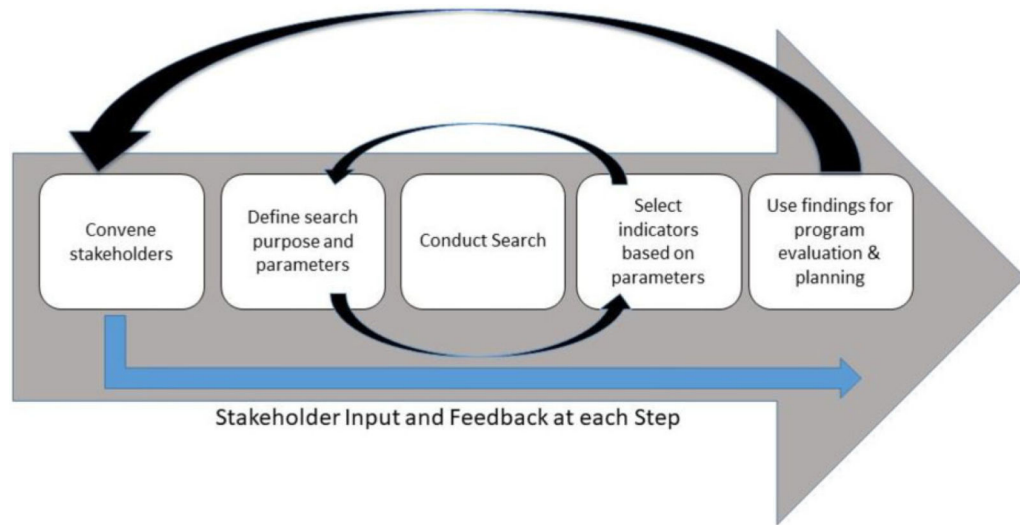 Convene
stakeholders
Define search
purpose and
parameters
Conduct Search
Select
indicators
based on
parameters
Use findings for
program
evaluation &
planning
Stakeholder Input and Feedback at each Step